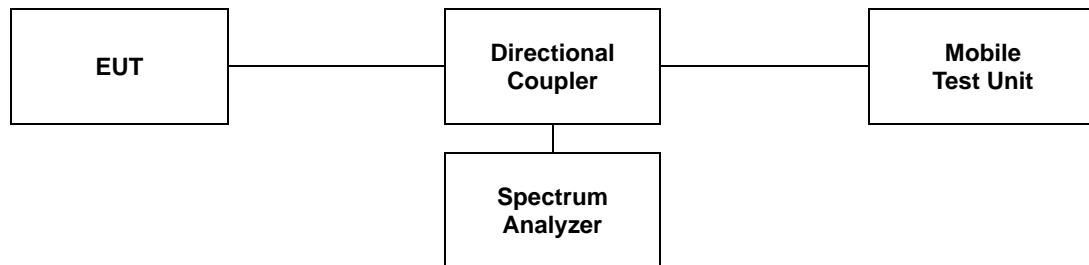 EUT
Directional
Coupler
Mobile
Test Unit
Spectrum
Analyzer